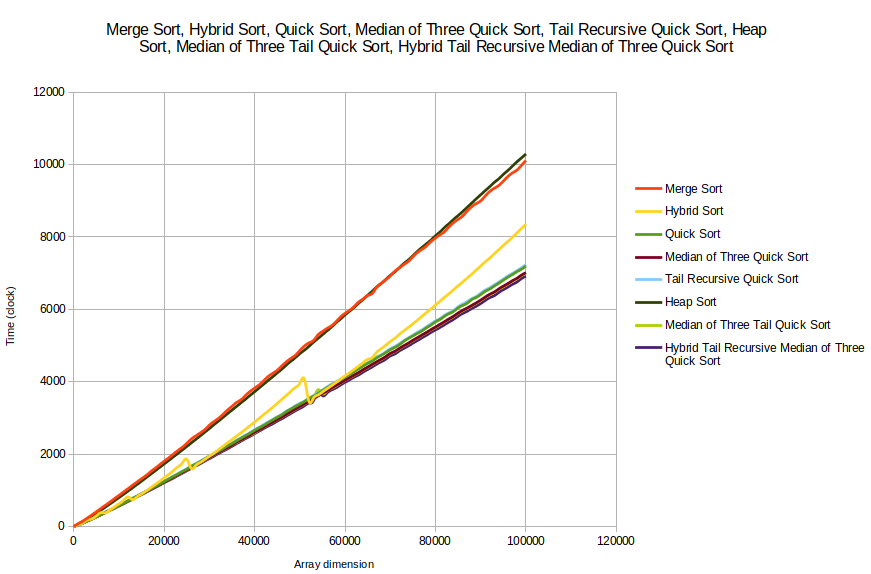 Merge Sort, Hybrid Sort, Quick Sort, Median of Three Quick Sort, Tail Recursive Quick Sort, Heap
Sort, Median of Three Tail Quick Sort, Hybrid Tail Recursive Median of Three Quick Sort
12000
10000
8000
6000
4000
2000
0
Time (clock)
0 20000 40000 60000 80000 100000 120000
Array dimension
Merge Sort
Hybrid Sort
Quick Sort
Median of Three Quick Sort
Tail Recursive Quick Sort
Heap Sort
Median of Three Tail Quick Sort
Hybrid Tail Recursive Median of Three
Quick Sort